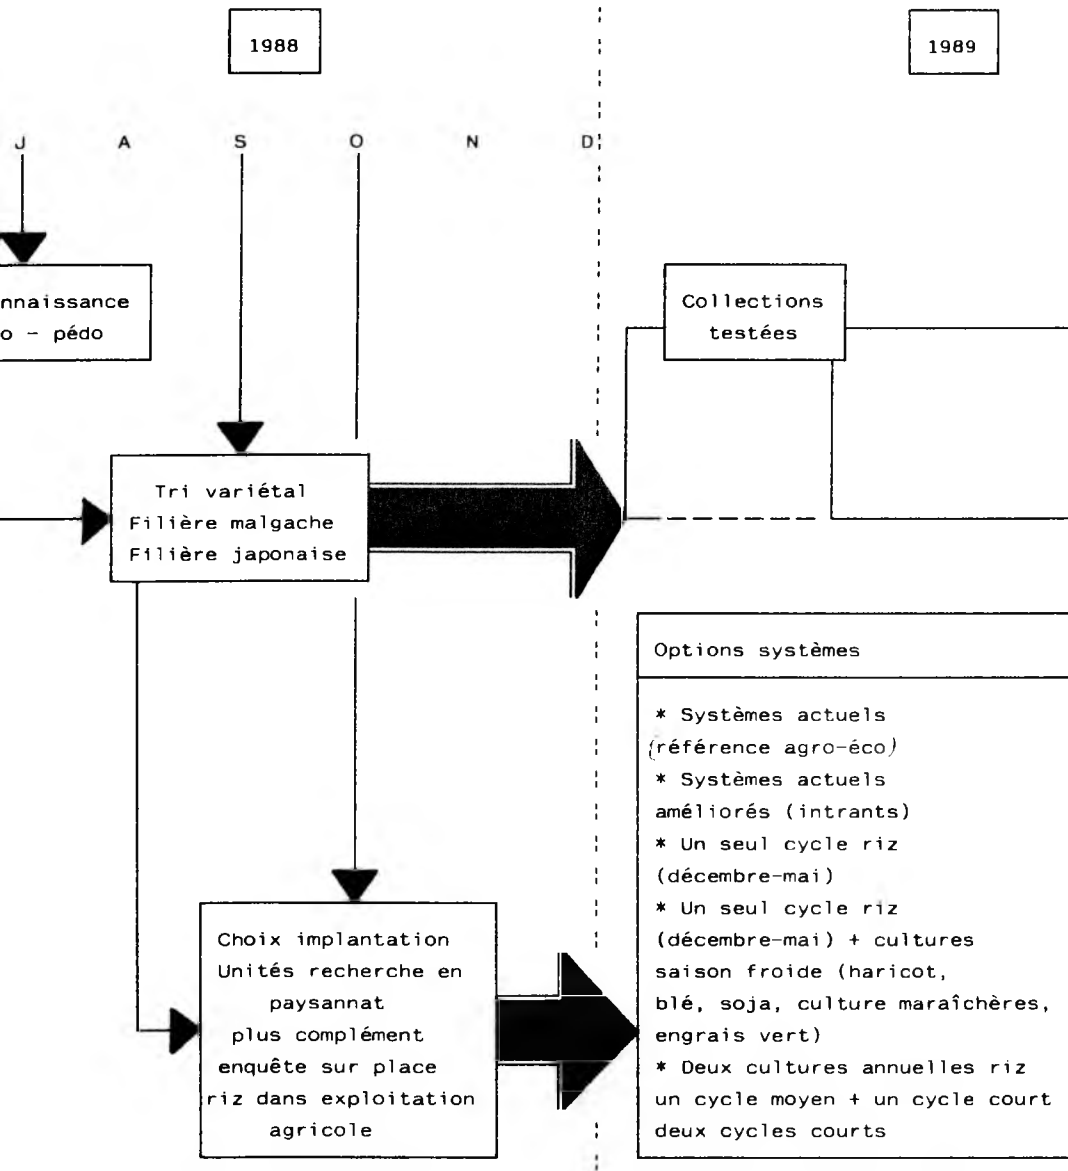 1988
1989
J A S O N D
nnaissance
o - pédo
Collections
testées
Tri variétal
Filière malgache
Filière japonaise
Options systèmes
* Systèmes actuels
(référence agro-éco)
* Systèmes actuels
améliorés (intrants)
* Un seul cycle riz
(décembre-mai)
* Un seul cycle riz
(décembre-mai) + cultures
saison froide (haricot,
blé, soja, culture maraîchères,
engrais vert)
* Deux cultures annuelles riz
un cycle moyen + un cycle court
deux cycles courts
Choix implantation
Unités recherche en
paysannat
plus complément
enquête sur place
riz dans exploitation
agricole